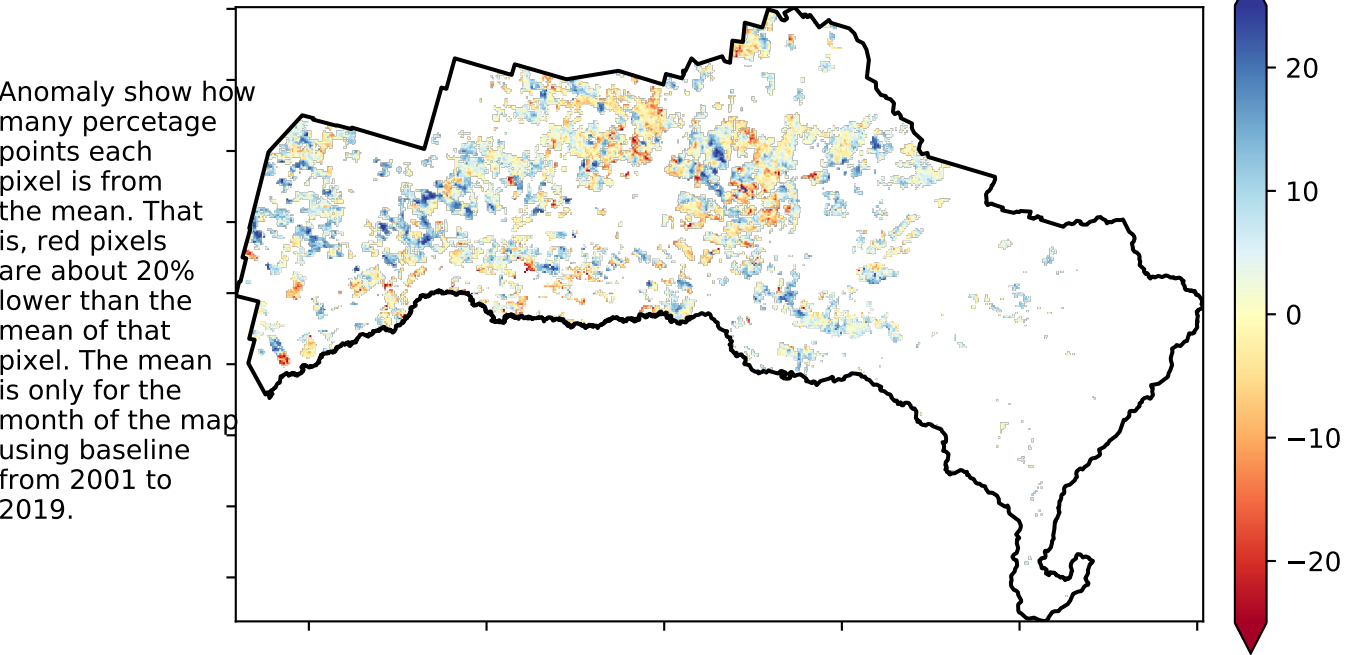 Anomaly show how
many percetage
points each
pixel is from
the mean. That
is, red pixels
are about 20%
lower than the
mean of that
pixel. The mean
is only for the
month of the map
using baseline
from 2001 to
2019.
20
10
0
−10
−20